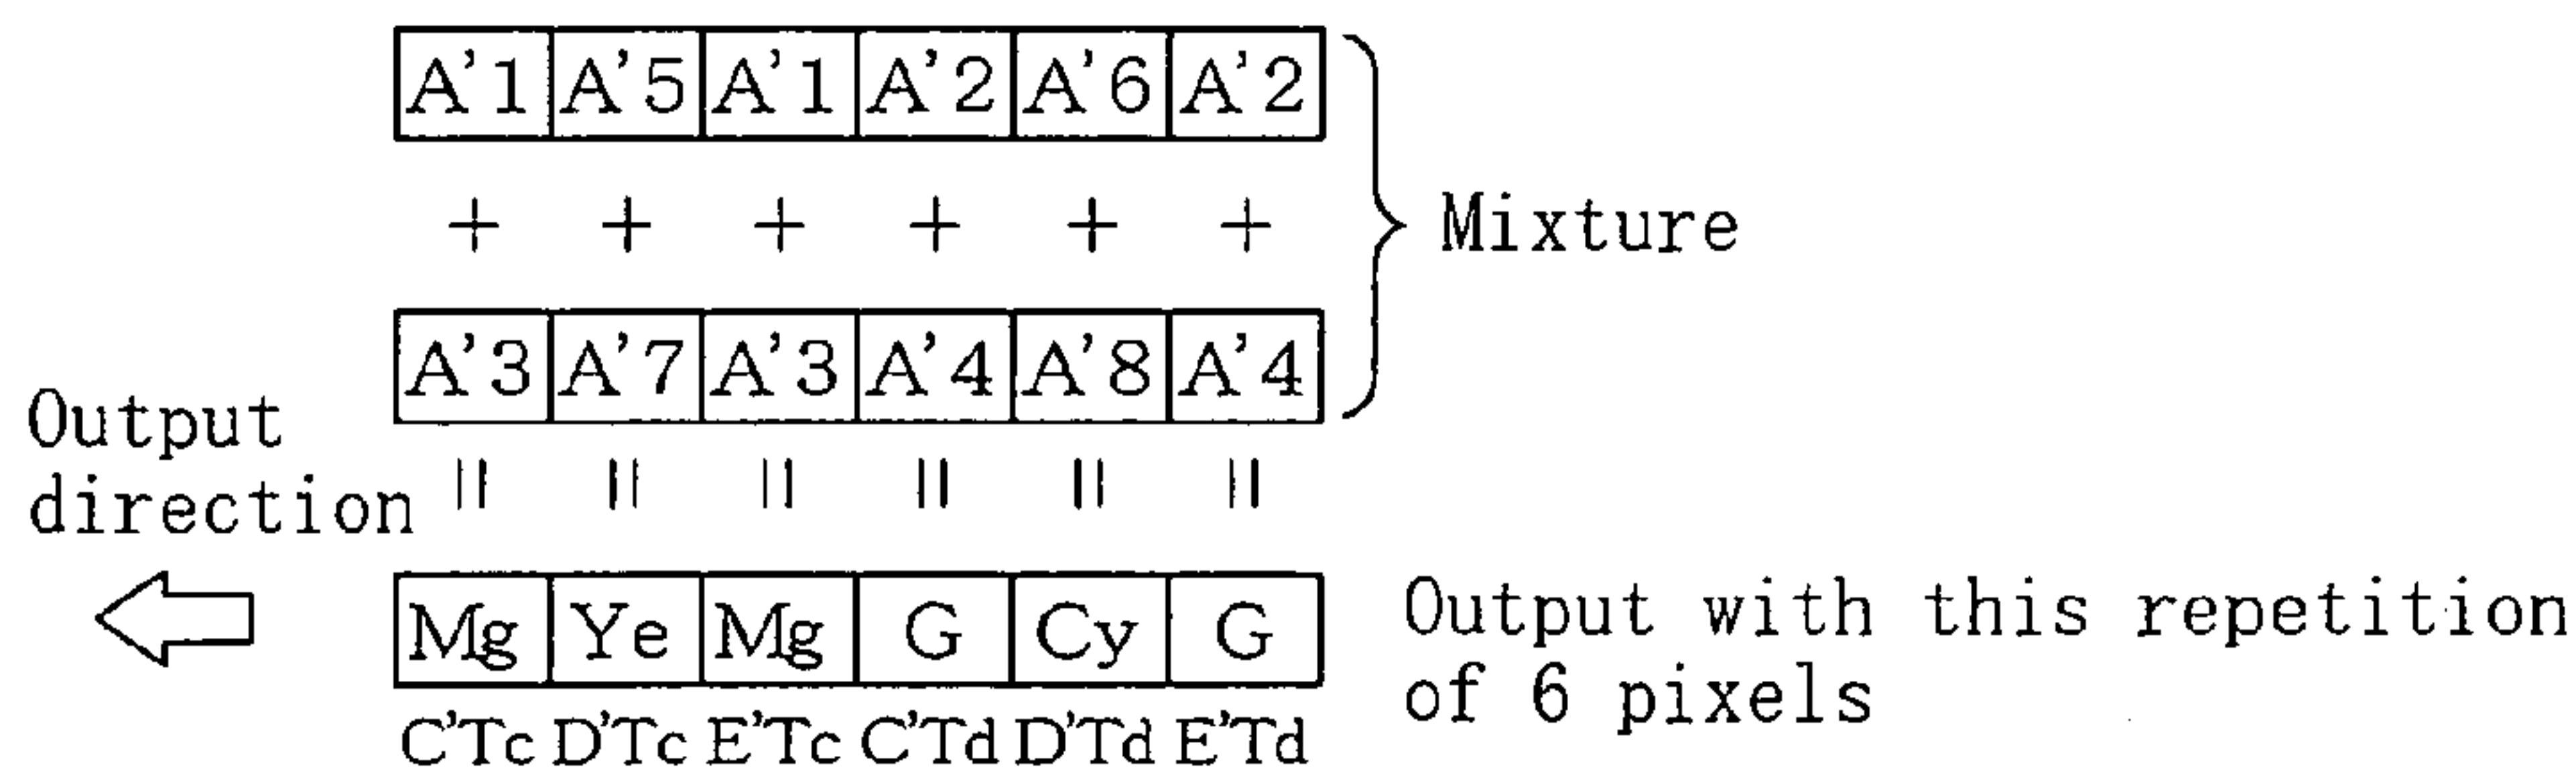 A'1 A'5 A'1 A'2 A'6 A'2
+ + + + + +
Mixture
A'3 A'7 A'3 A'4 A'8 A'4
Output
direction
= = = = = =
Mg Ye Mg G Cy G
C'Tc D'Tc E'Tc C'Td D'Td E'Td
Output with this repetition
of 6 pixels